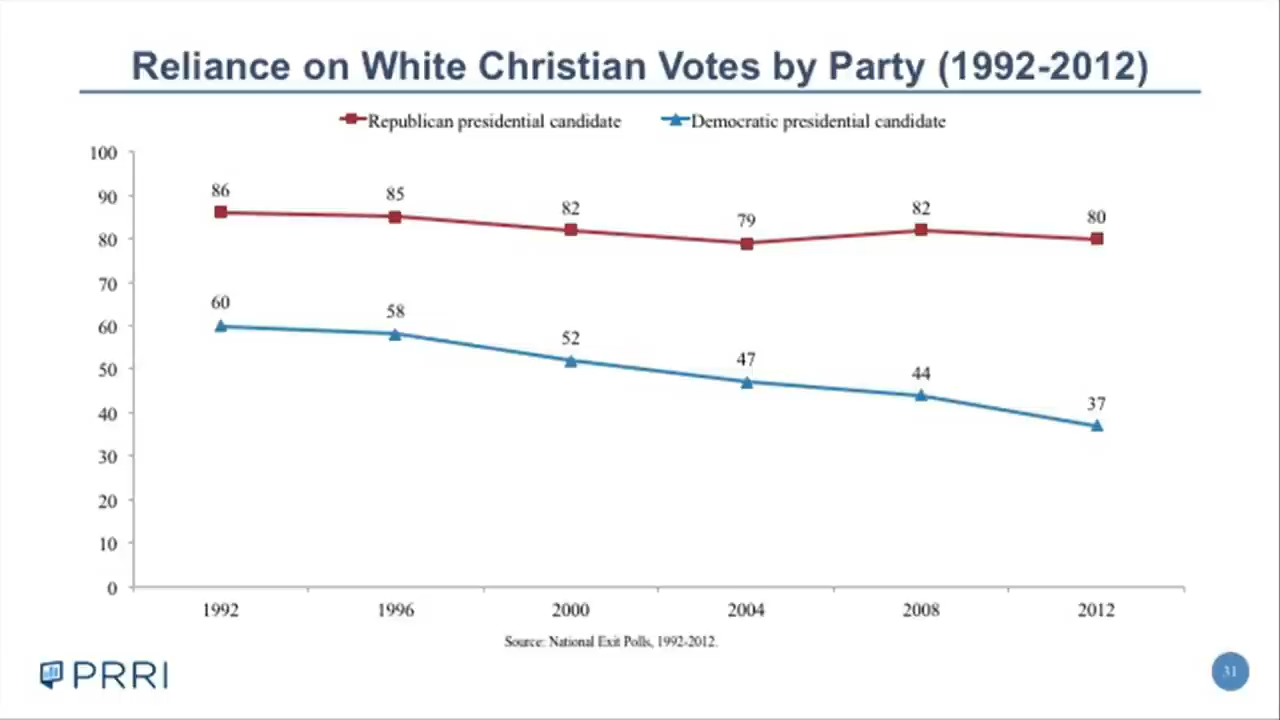 Reliance on White Christian Votes by Party (1992-2012)
Republican presidential candidate Democratic presidential candidate
100
90
80
70
60
50
40
30
20
10
0
86 85 82 79 82 80
60 58 52 47 44 37
1992 1996 2000 2004 2008 2012
Source: National Exit Polls, 1992-2012.
PRRI
31